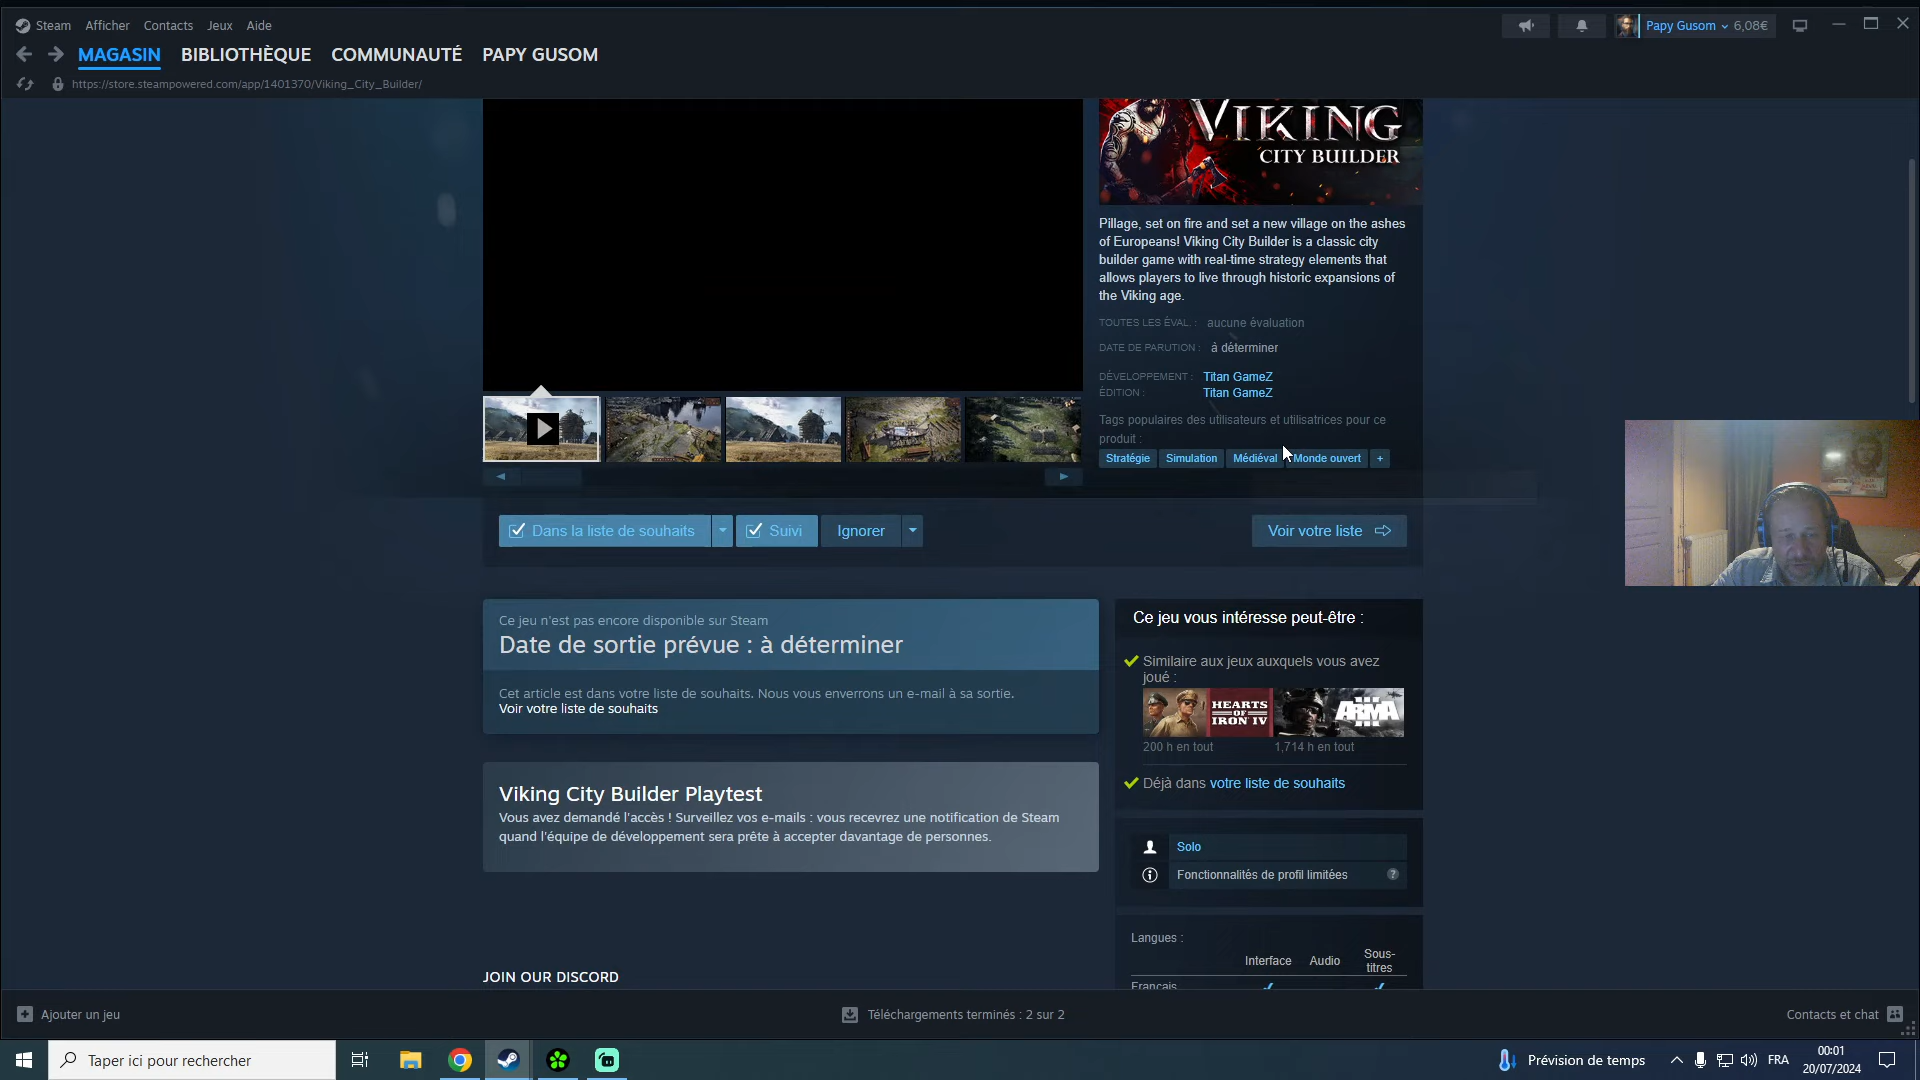 Steam Afficher Contacts Jeux Aide
Papy Gusom 6,08€
MAGASIN BIBLIOTHÈQUE COMMUNAUTÉ PAPY GUSOM
https://store.steampowered.com/app/1401370/Viking_City_Builder/
VIKING
CITY BUILDER
Pillage, set on fire and set a new village on the ashes
of Europeans! Viking City Builder is a classic city
builder game with real-time strategy elements that
allows players to live through historic expansions of
the Viking age.
TOUTES LES ÉVAL. : aucune évaluation
DATE DE PARUTION : à déterminer
DÉVELOPPEMENT : Titan GameZ
ÉDITION : Titan GameZ
Tags populaires des utilisateurs et utilisatrices pour ce
produit :
Stratégie Simulation Médiéval Monde ouvert +
Dans la liste de souhaits Suivi Ignorer Voir votre liste
Ce jeu n'est pas encore disponible sur Steam
Date de sortie prévue : à déterminer
Cet article est dans votre liste de souhaits. Nous vous enverrons un e-mail à sa sortie.
Voir votre liste de souhaits
Viking City Builder Playtest
Vous avez demandé l'accès ! Surveillez vos e-mails : vous recevrez une notification de Steam
quand l'équipe de développement sera prête à accepter davantage de personnes.
JOIN OUR DISCORD
Ce jeu vous intéresse peut-être :
Similaire aux jeux auxquels vous avez
joué :
HEARTS
OF
IRON IV
ARMA
III
200 h en tout 1,714 h en tout
Déjà dans votre liste de souhaits
Solo
Fonctionnalités de profil limitées ?
Langues :
Interface Audio Sous-
titres
Français
Ajouter un jeu
Téléchargements terminés : 2 sur 2
Contacts et chat
Taper ici pour rechercher
Prévision de temps
FRA
00:01
20/07/2024